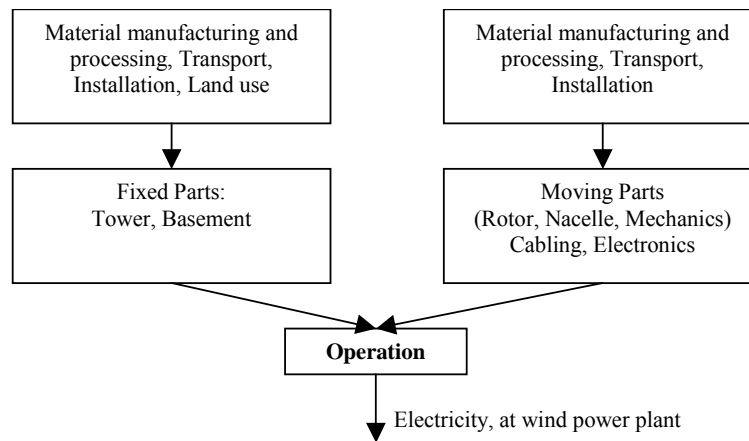 Material manufacturing and
processing, Transport,
Installation, Land use
Material manufacturing and
processing, Transport,
Installation
Fixed Parts:
Tower, Basement
Moving Parts
(Rotor, Nacelle, Mechanics)
Cabling, Electronics
Operation
Electricity, at wind power plant